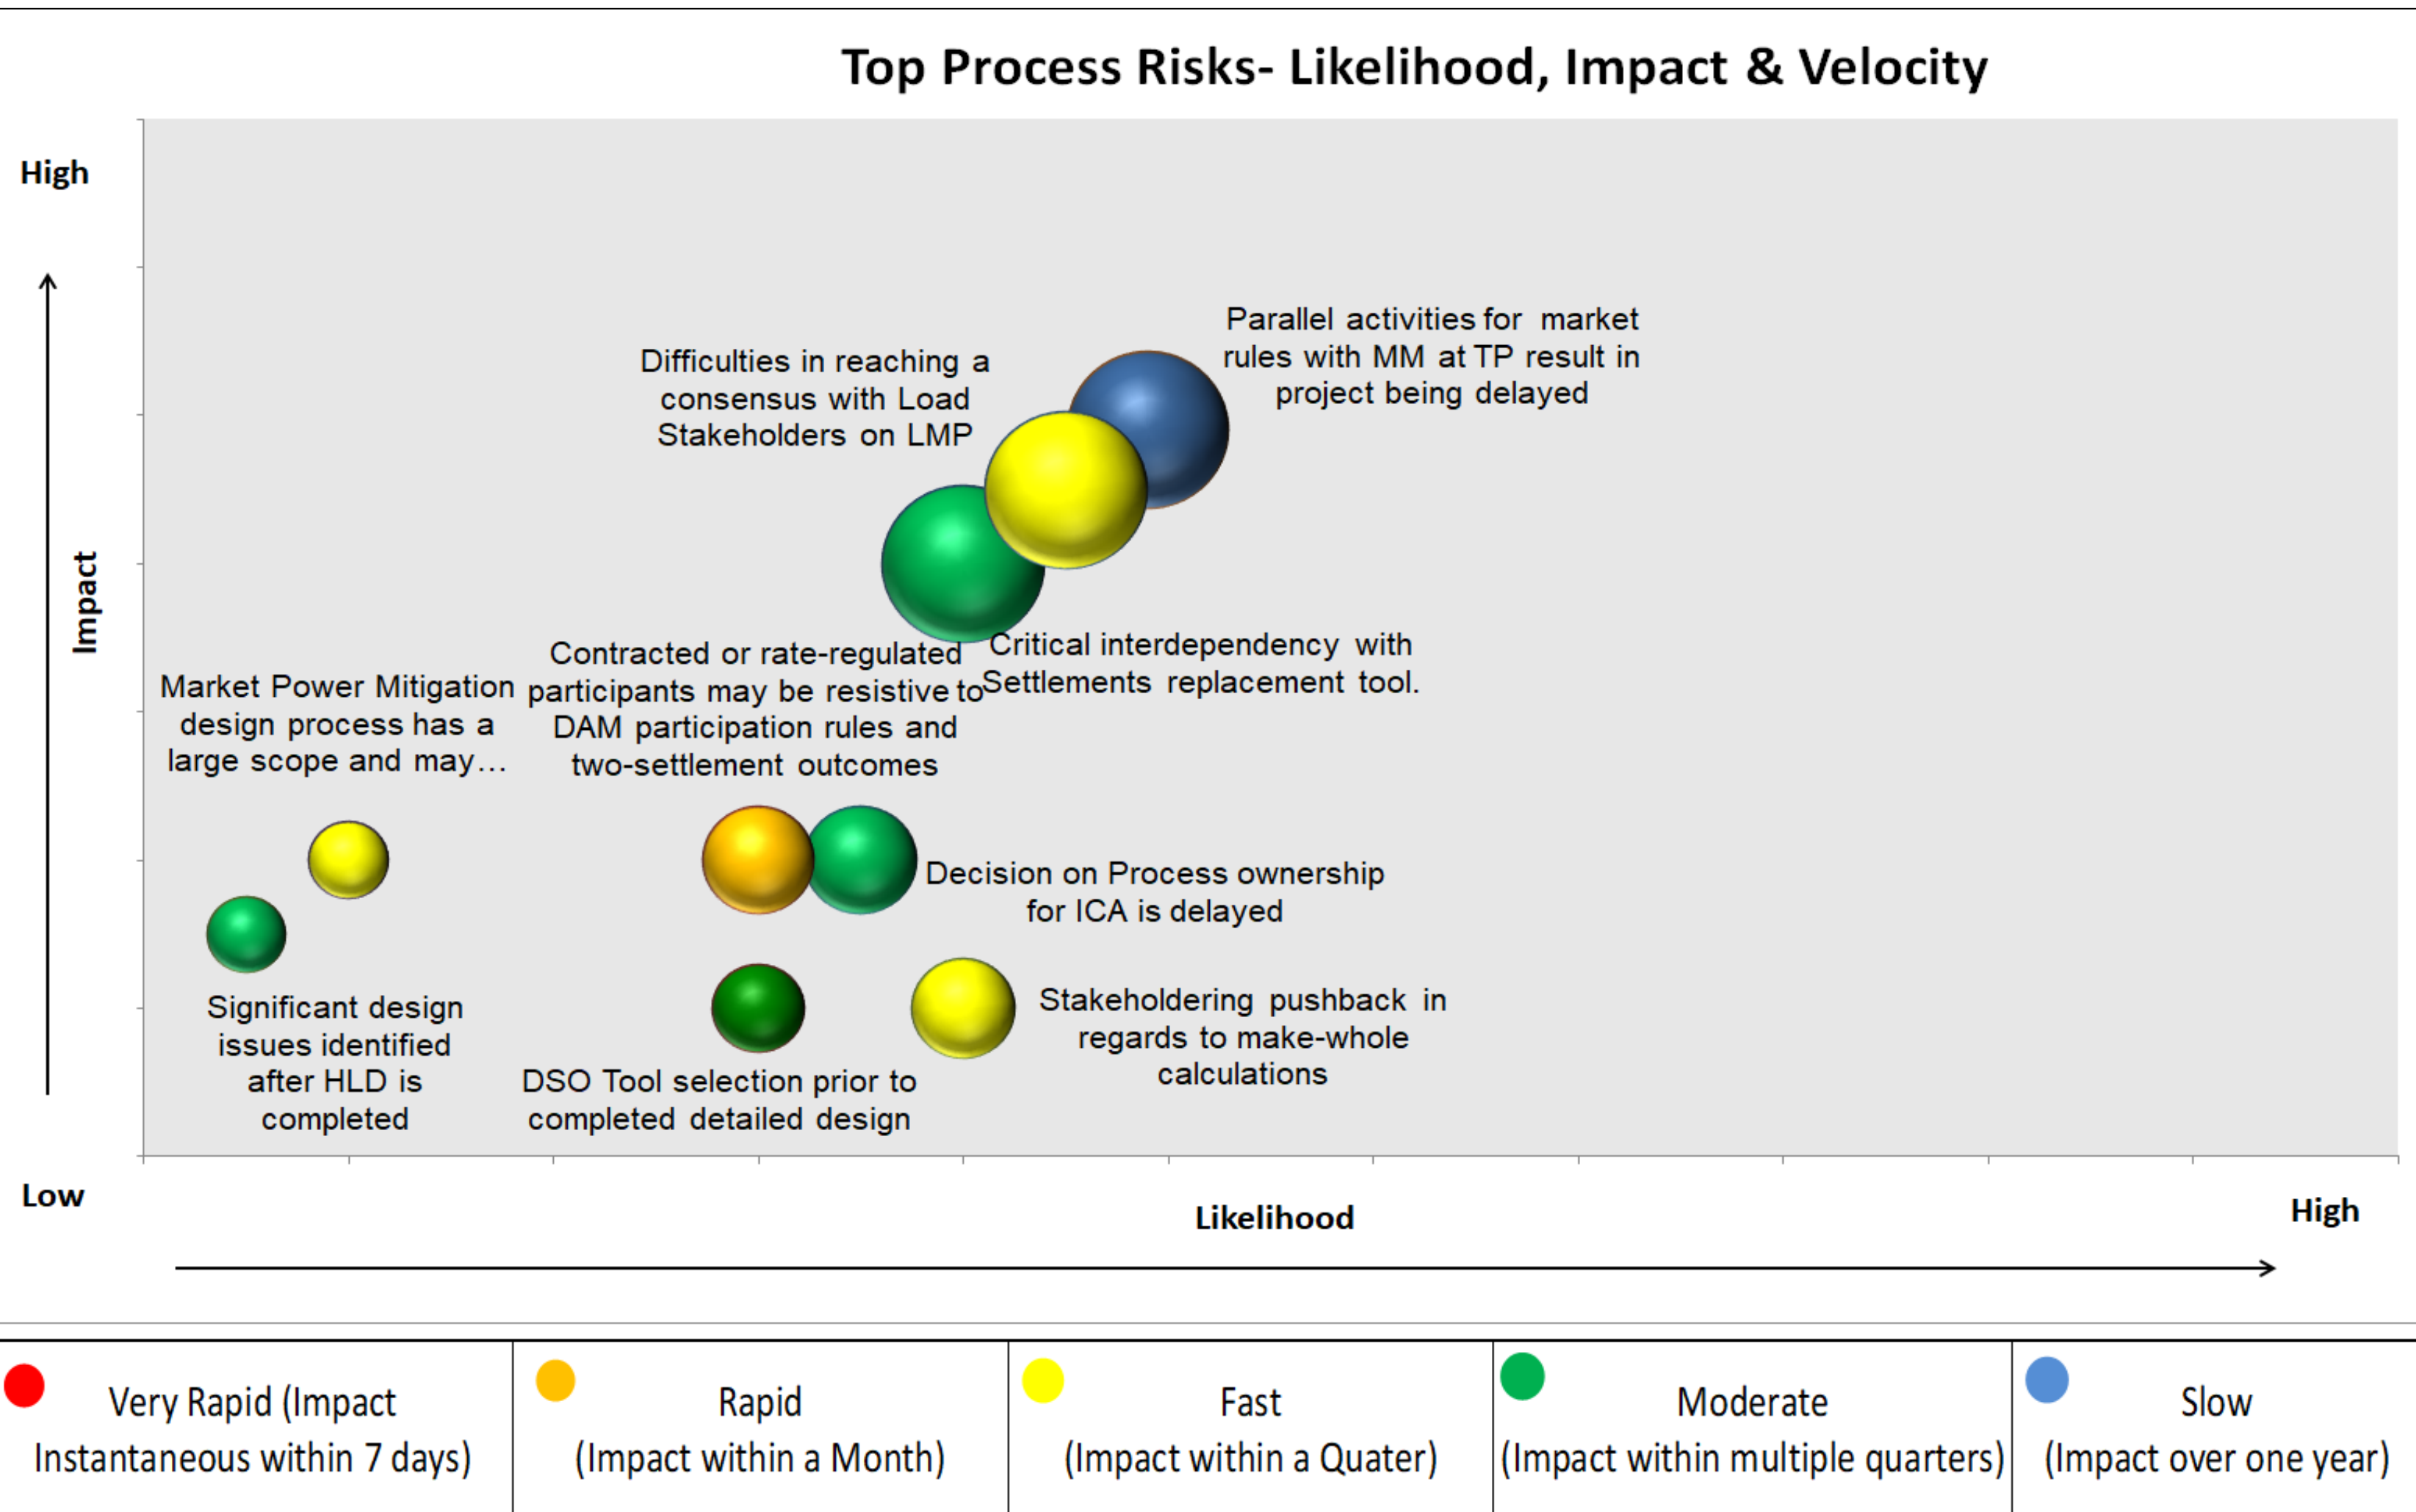 Top Process Risks- Likelihood, Impact & Velocity
High
Impact
Low
Parallel activities for market
rules with MM at TP result in
project being delayed
Difficulties in reaching a
consensus with Load
Stakeholders on LMP
Critical interdependency with
Settlements replacement tool.
Contracted or rate-regulated
participants may be resistive to
DAM participation rules and
two-settlement outcomes
Market Power Mitigation
design process has a
large scope and may…
Decision on Process ownership
for ICA is delayed
Significant design
issues identified
after HLD is
completed
DSO Tool selection prior to
completed detailed design
Stakeholdering pushback in
regards to make-whole
calculations
Likelihood
High
Very Rapid (Impact
Instantaneous within 7 days)
Rapid
(Impact within a Month)
Fast
(Impact within a Quater)
Moderate
(Impact within multiple quarters)
Slow
(Impact over one year)